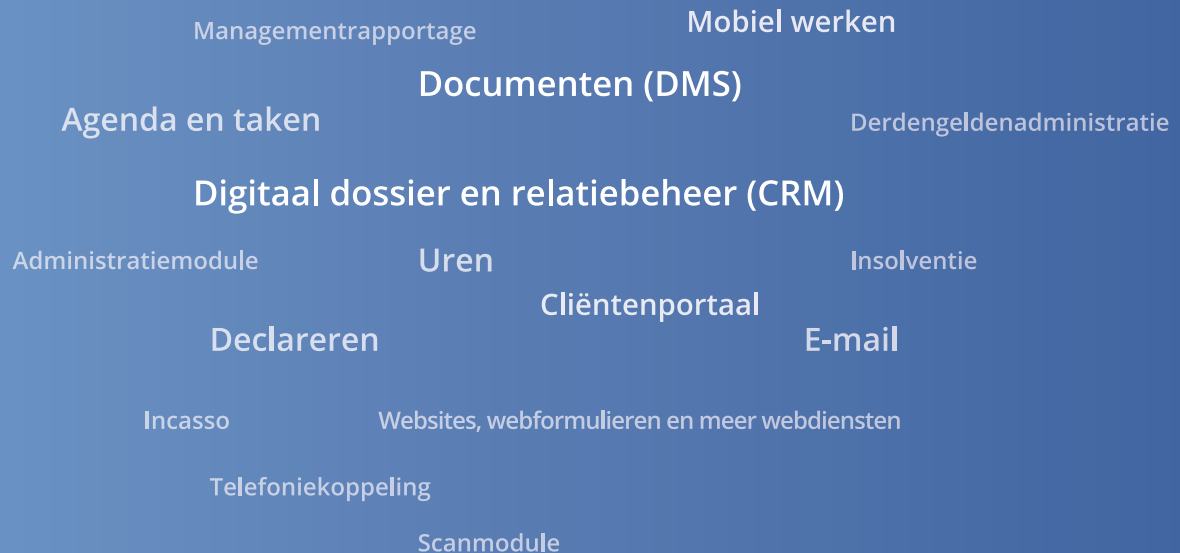 Managementrapportage
Mobiel werken
Documenten (DMS)
Agenda en taken
Derdengeldenadministratie
Digitaal dossier en relatiebeheer (CRM)
Administratiemodule
Uren
Insolventie
Cliëntenportaal
Declareren
E-mail
Incasso
Websites, webformulieren en meer webdiensten
Telefoniekoppeling
Scanmodule